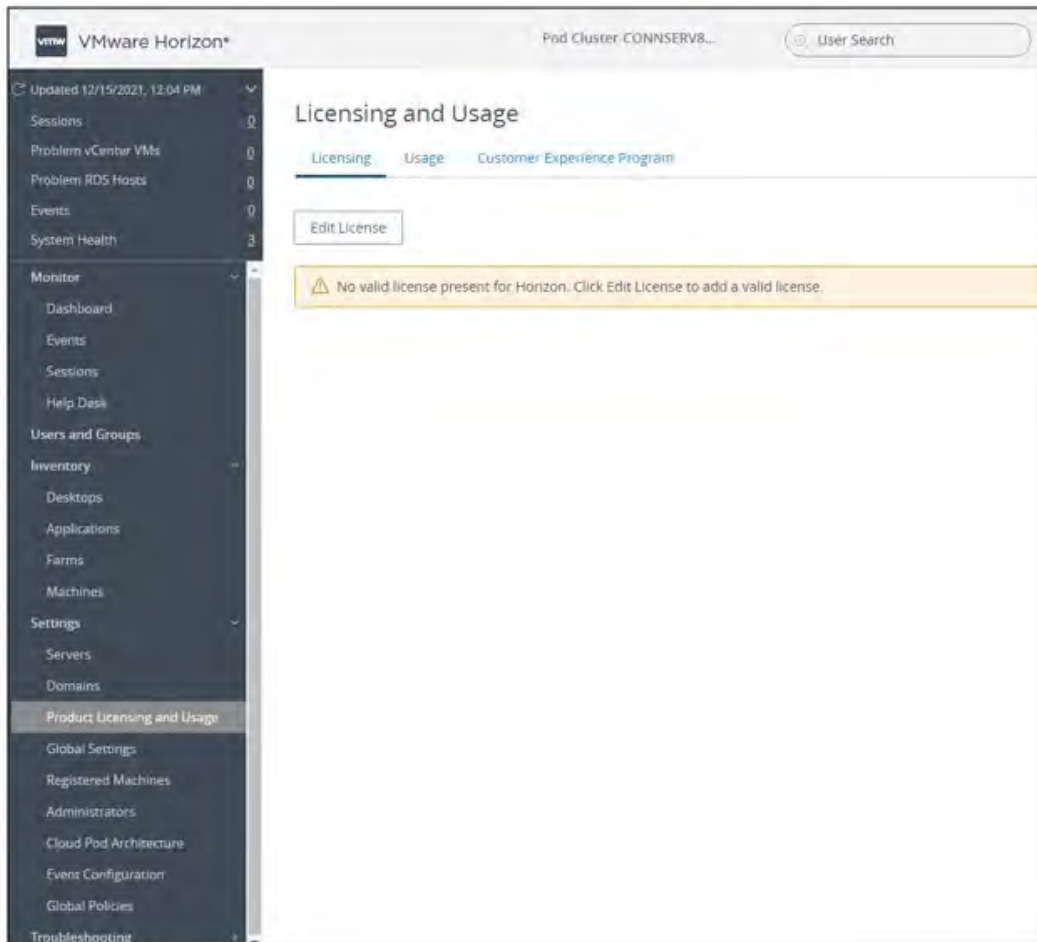 vmw VMware Horizon®
Pod Cluster-CONNSERV8...
User Search
Updated 12/15/2021, 12:04 PM
Sessions 0
Problem vCenter VMs 0
Problem RDS Hosts 0
Events 0
System Health 3
Monitor
Dashboard
Events
Sessions
Help Desk
Users and Groups
Inventory
Desktops
Applications
Farms
Machines
Settings
Servers
Domains
Product Licensing and Usage
Global Settings
Registered Machines
Administrators
Cloud Pod Architecture
Event Configuration
Global Policies
Troubleshooting
Licensing and Usage
Licensing Usage Customer Experience Program
Edit License
No valid license present for Horizon. Click Edit License to add a valid license.